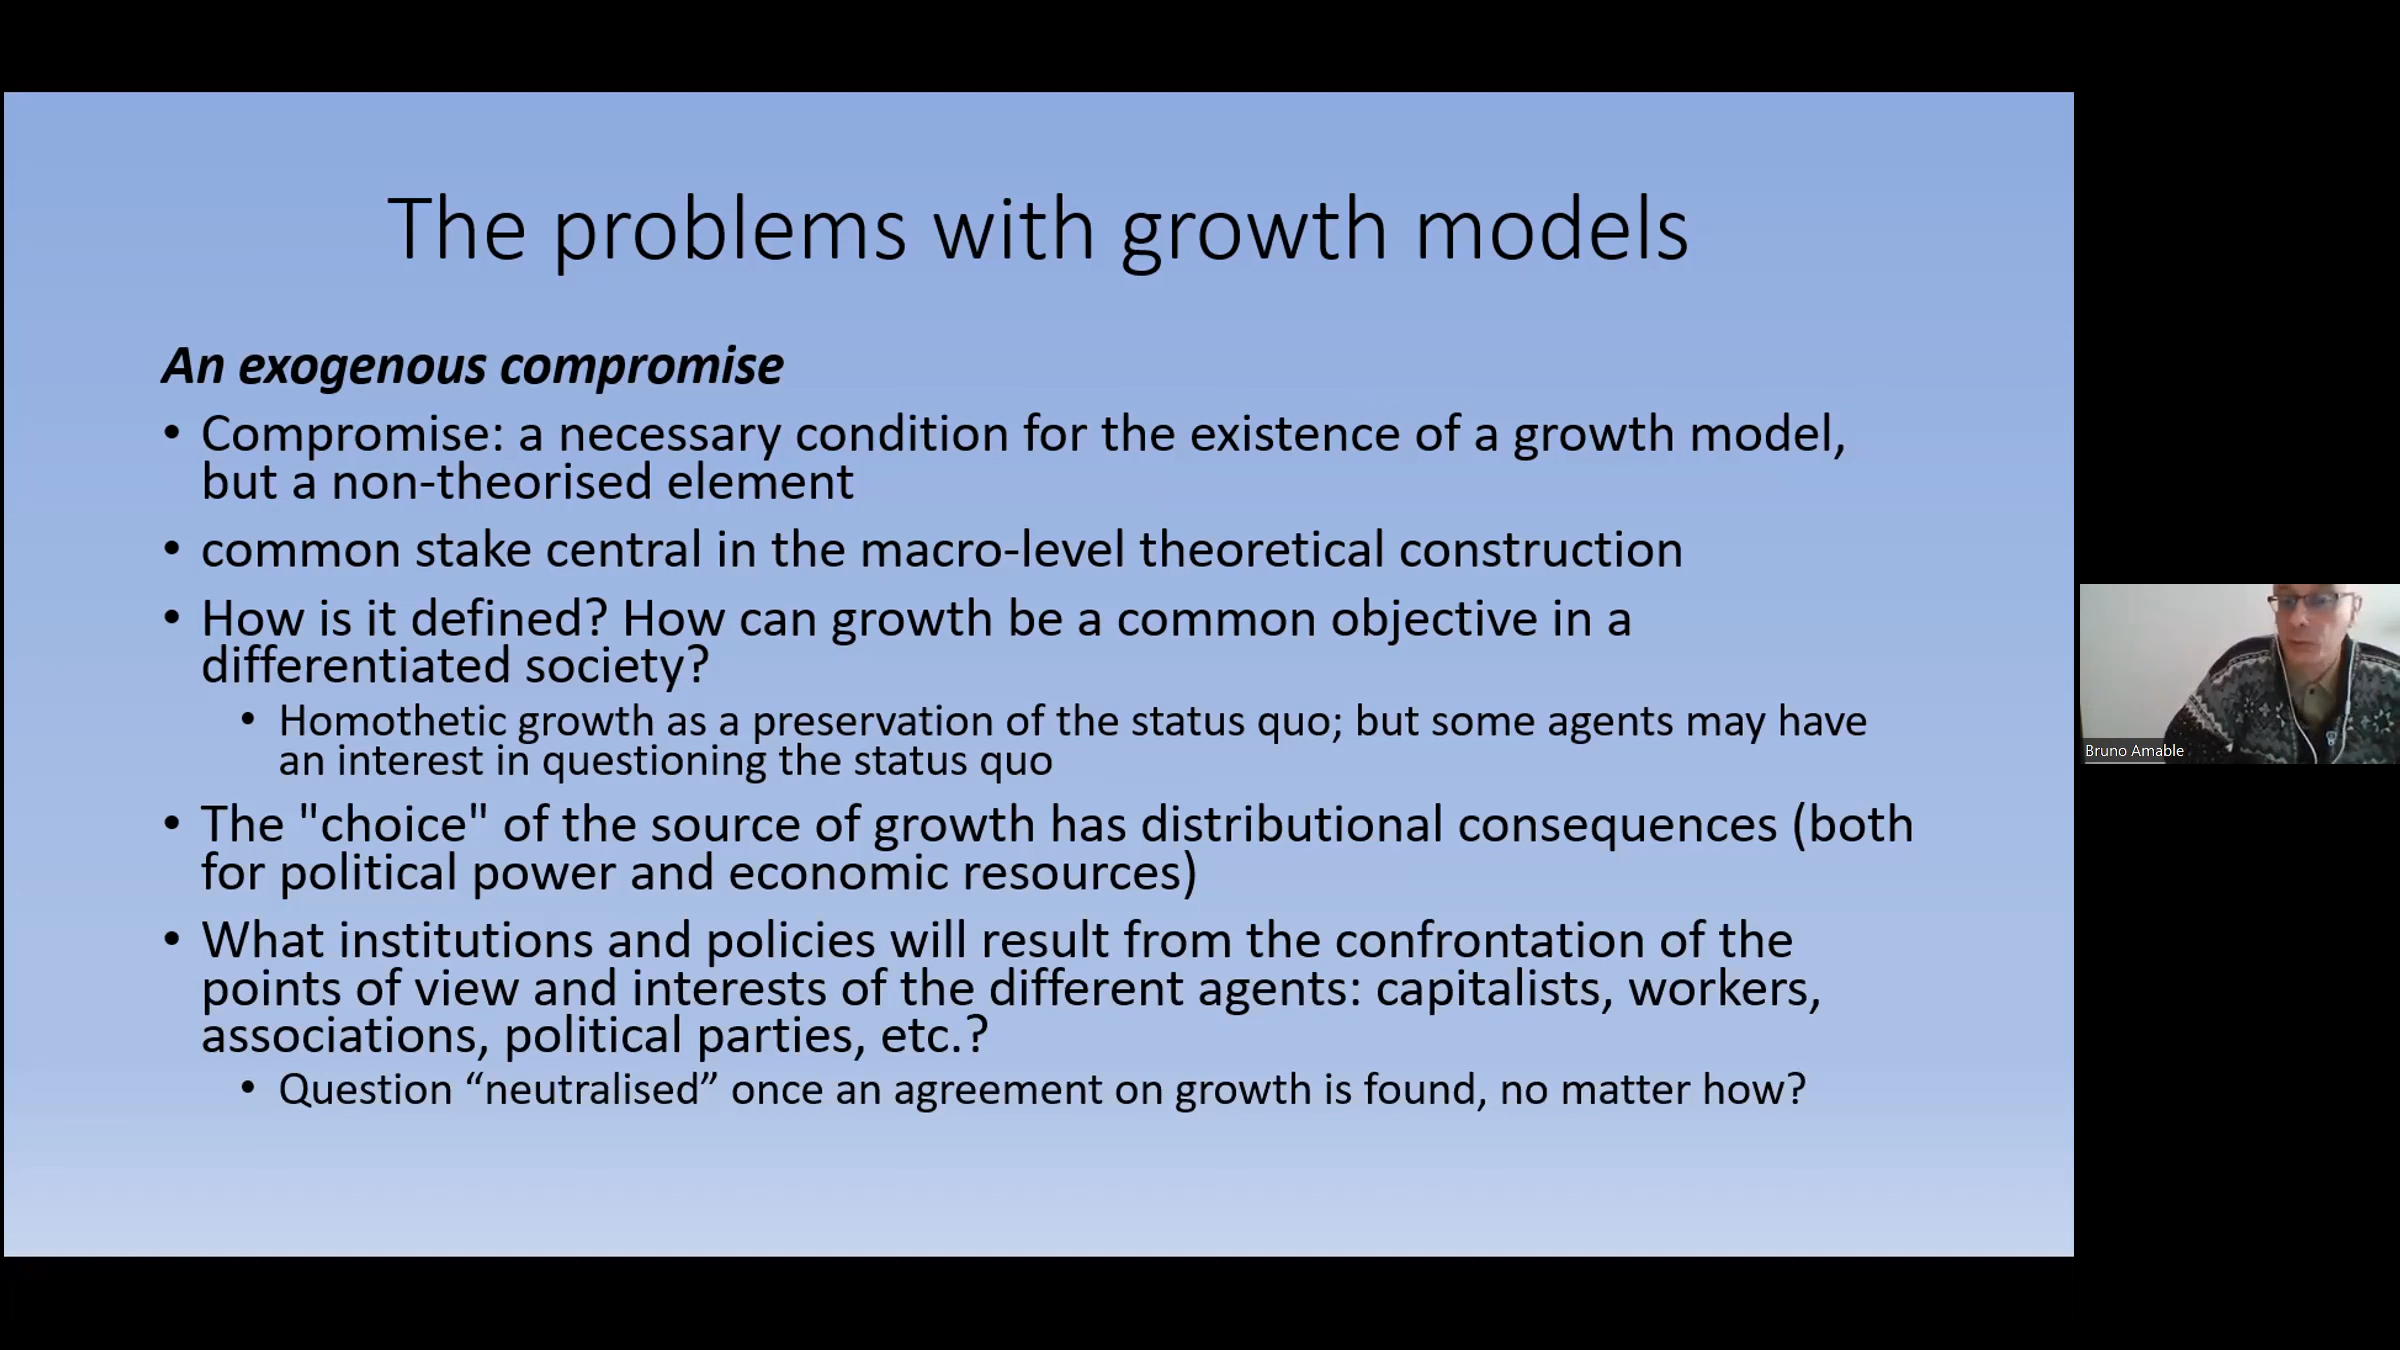 The problems with growth models
An exogenous compromise
• Compromise: a necessary condition for the existence of a growth model,
but a non-theorised element
• common stake central in the macro-level theoretical construction
• How is it defined? How can growth be a common objective in a
differentiated society?
• Homothetic growth as a preservation of the status quo; but some agents may have
an interest in questioning the status quo
• The "choice" of the source of growth has distributional consequences (both
for political power and economic resources)
• What institutions and policies will result from the confrontation of the
points of view and interests of the different agents: capitalists, workers,
associations, political parties, etc.?
• Question “neutralised” once an agreement on growth is found, no matter how?
Bruno Amable